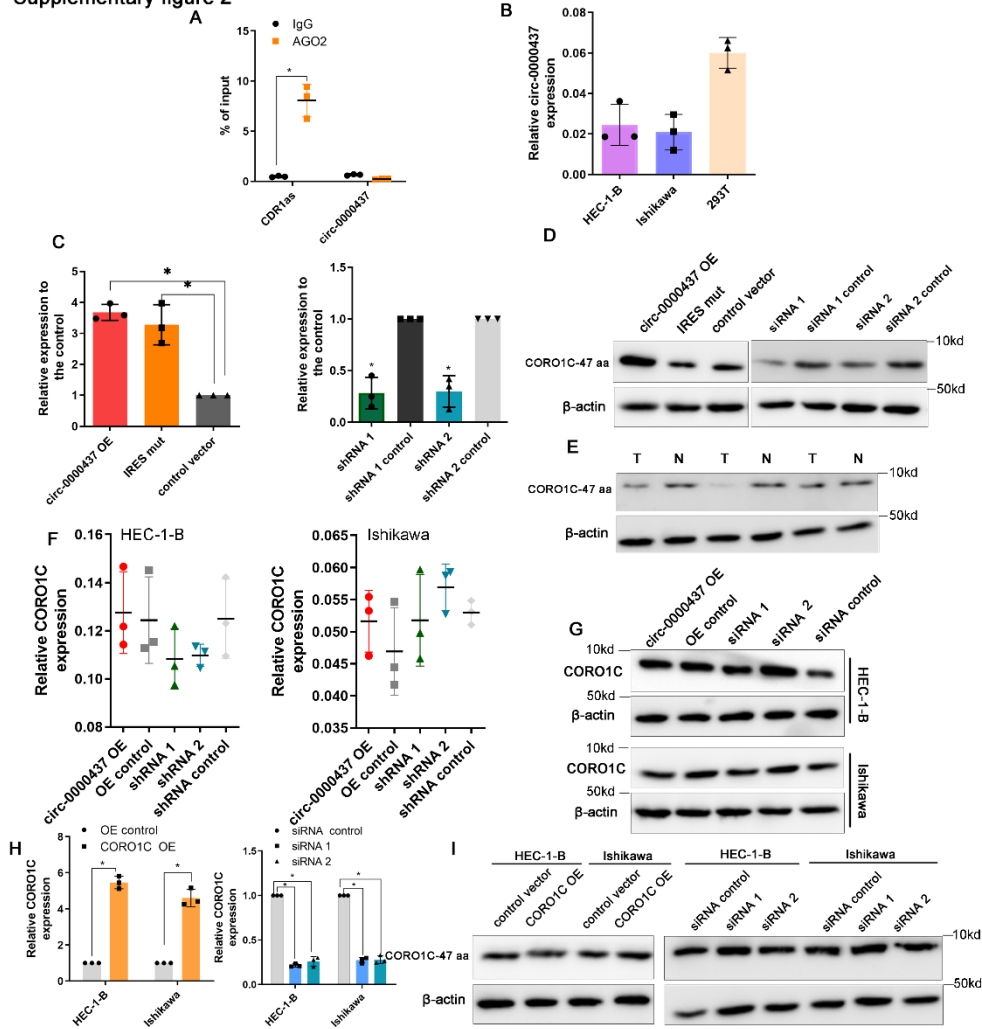 Supplementary figure 2
A
IgG
AGO2
% of input
15
10
5
0
*
CDR1as
circ-0000437
B
Relative circ-0000437
expression
0.08
0.06
0.04
0.02
0.00
HEC-1-B
Ishikawa
293T
C
Relative expression to
the control
5
4
3
2
1
0
*
*
circ-0000437 OE
IRES mut
control vector
Relative expression to
the control
1.5
1.0
0.5
0.0
*
*
shRNA 1
shRNA 1 control
shRNA 2
shRNA 2 control
D
circ-0000437 OE
IRES mut
control vector
siRNA 1
siRNA 1 control
siRNA 2
siRNA 2 control
10kd
CORO1C-47 aa
50kd
β-actin
E
T N T N T N
10kd
CORO1C-47 aa
50kd
β-actin
F
HEC-1-B
Relative CORO1C
expression
0.16
0.14
0.12
0.10
0.08
circ-0000437 OE
OE control
shRNA 1
shRNA 2
shRNA control
Ishikawa
Relative CORO1C
expression
0.065
0.060
0.055
0.050
0.045
0.040
0.035
circ-0000437 OE
OE control
shRNA 1
shRNA 2
shRNA control
G
circ-0000437 OE
OE control
siRNA 1
siRNA 2
siRNA control
10kd
CORO1C
50kd
β-actin
HEC-1-B
10kd
CORO1C
50kd
β-actin
Ishikawa
H
OE control
CORO1C OE
Relative CORO1C
expression
8
6
4
2
0
*
*
HEC-1-B
Ishikawa
siRNA control
siRNA 1
siRNA 2
Relative CORO1C
expression
1.5
1.0
0.5
0.0
*
*
*
*
HEC-1-B
Ishikawa
I
HEC-1-B
Ishikawa
HEC-1-B
Ishikawa
control vector
CORO1C OE
control vector
CORO1C OE
siRNA control
siRNA 1
siRNA 2
siRNA control
siRNA 1
siRNA 2
10kd
CORO1C-47 aa
50kd
β-actin